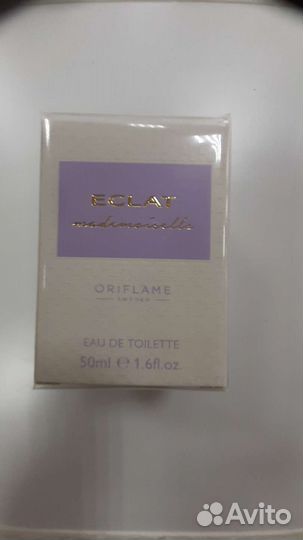 ECLAT
mademoiselle
ORIFLAME
SWEDEN
EAU DE TOILETTE
50ml ℮ 1.6fl.oz.
Avito